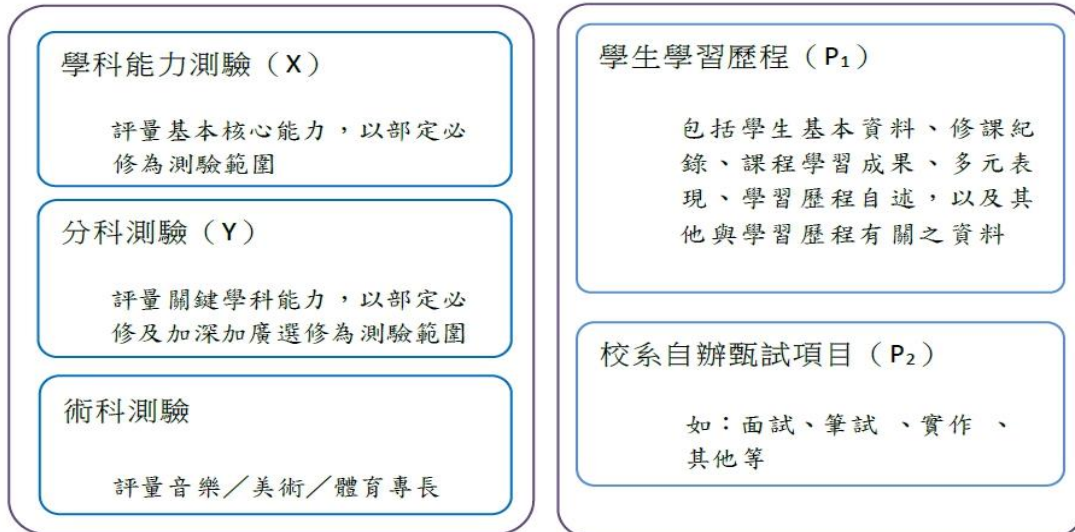 學科能力測驗（X）
評量基本核心能力，以部定必
修為測驗範圍
分科測驗（Y）
評量關鍵學科能力，以部定必
修及加深加廣選修為測驗範圍
術科測驗
評量音樂／美術／體育專長
學生學習歷程（P₁）
包括學生基本資料、修課紀
錄、課程學習成果、多元表
現、學習歷程自述，以及其
他與學習歷程有關之資料
校系自辦甄試項目（P₂）
如：面試、筆試 、實作 、
其他等